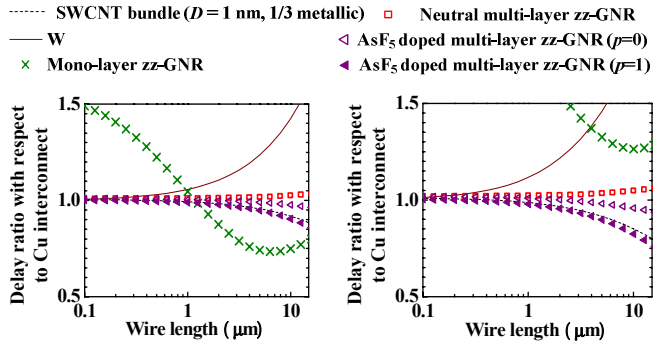 SWCNT bundle (D = 1 nm, 1/3 metallic)
Neutral multi-layer zz-GNR
W
AsF5 doped multi-layer zz-GNR (p=0)
Mono-layer zz-GNR
AsF5 doped multi-layer zz-GNR (p=1)
Delay ratio with respect
to Cu interconnect
1.5
1.0
0.5
0.1
1
10
Wire length (μm)
Delay ratio with respect
to Cu interconnect
1.5
1.0
0.5
0.1
1
10
Wire length (μm)